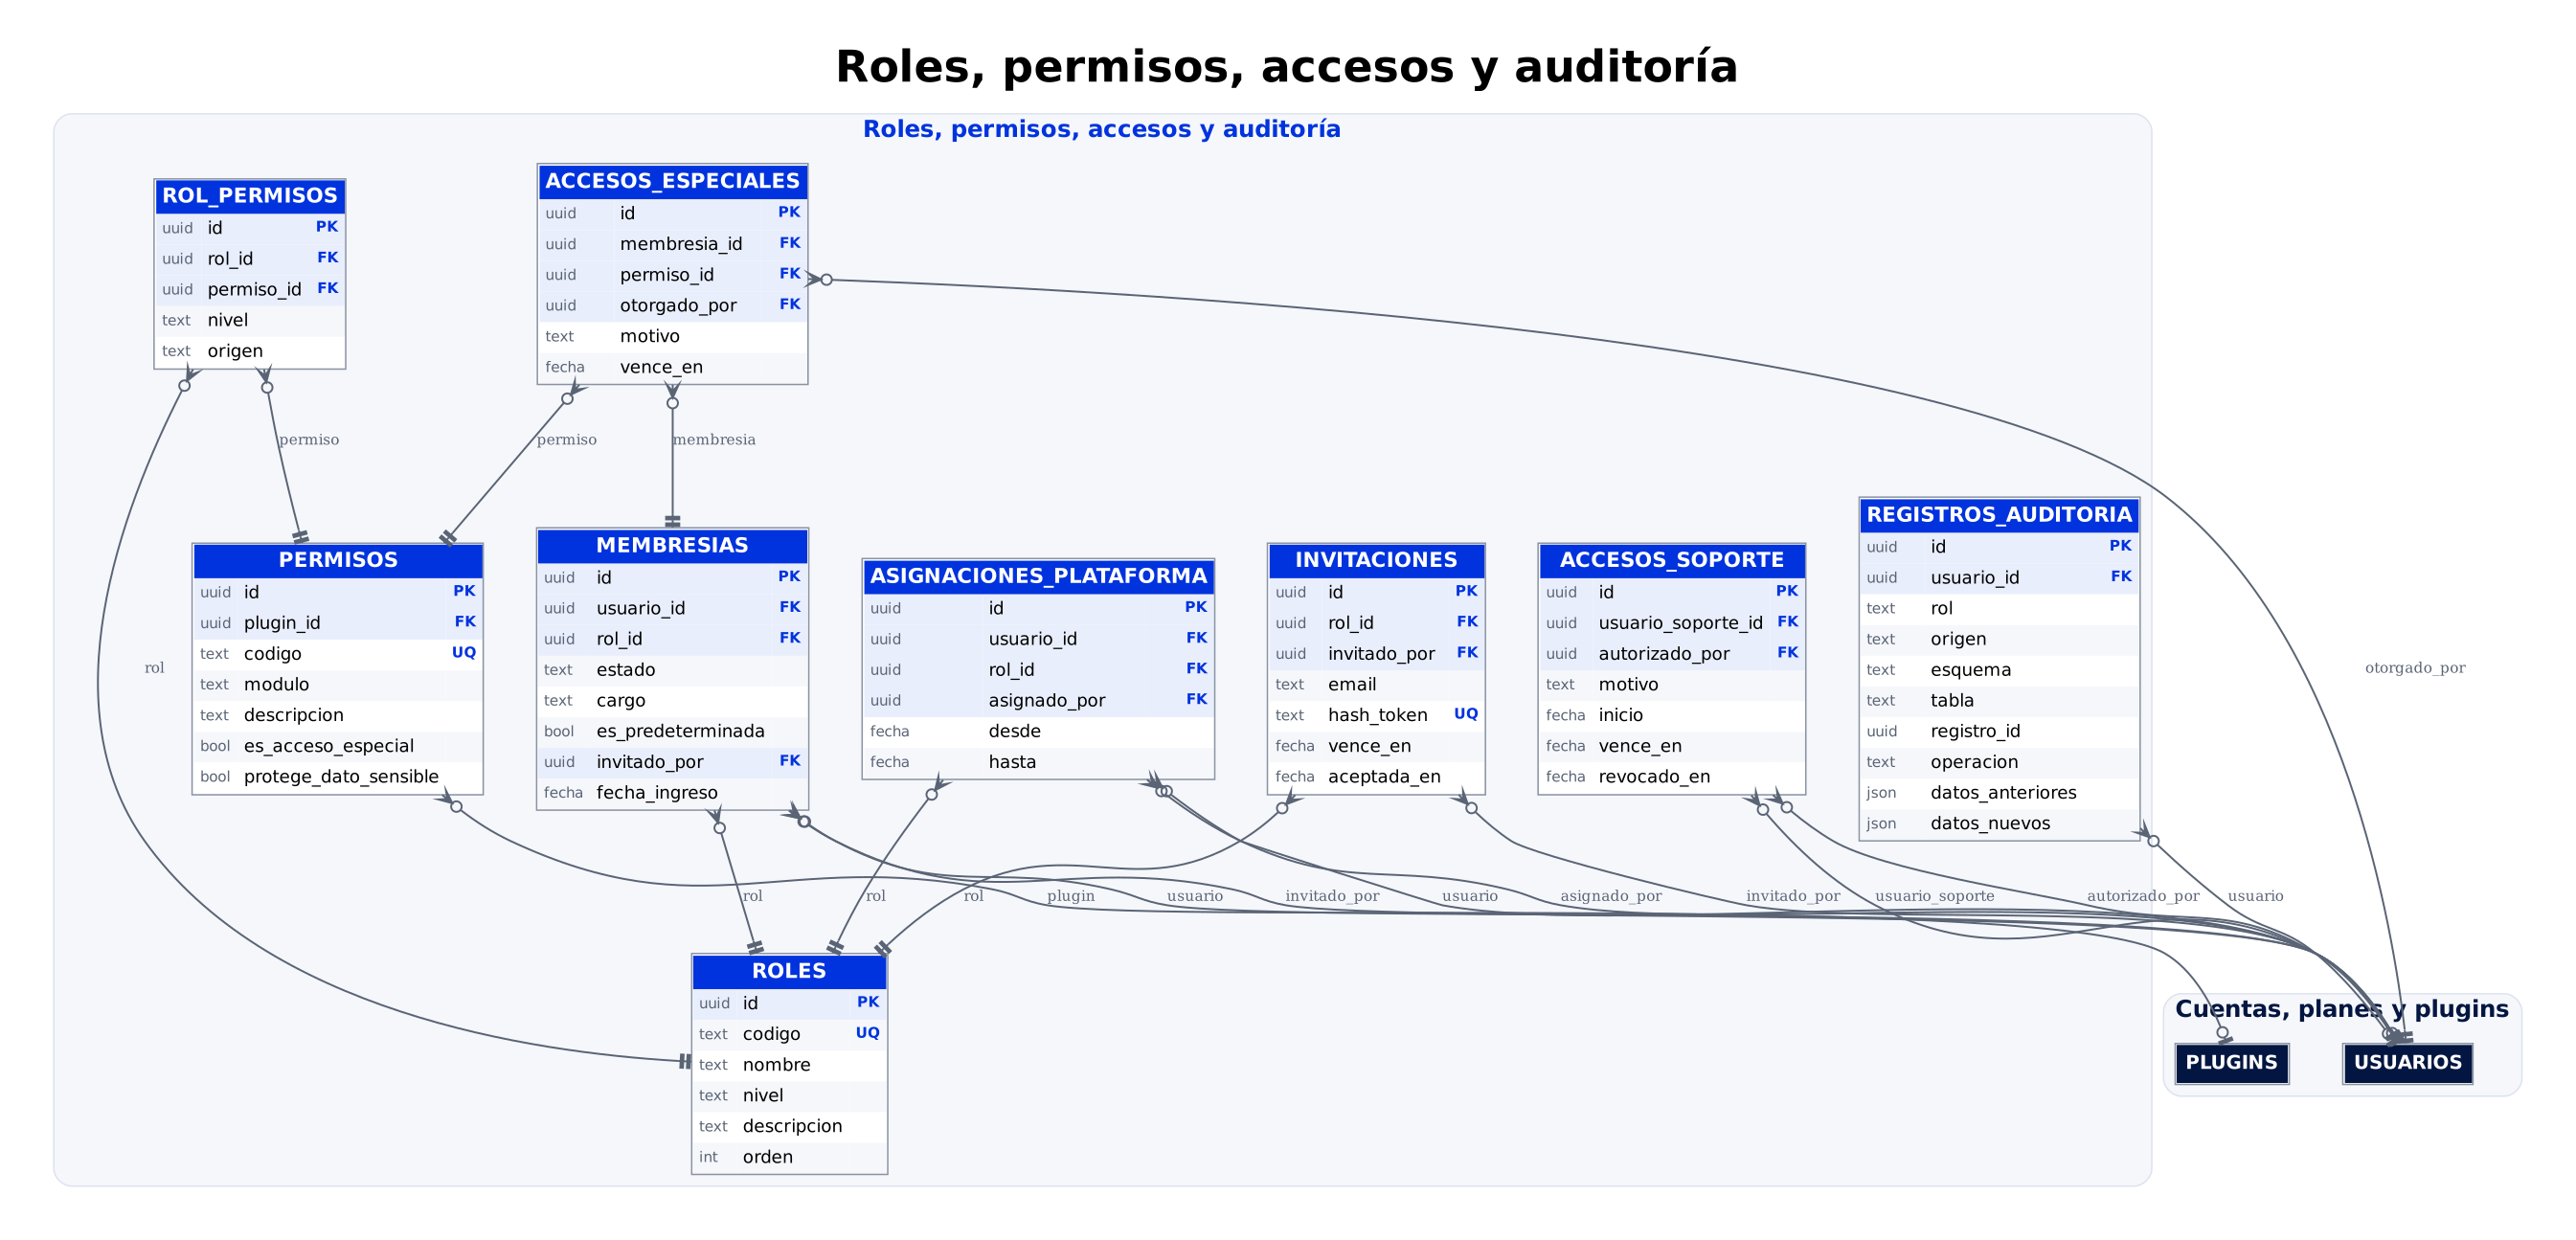 Roles, permisos, accesos y auditoría
Roles, permisos, accesos y auditoría
ROL_PERMISOS
uuid id PK
uuid rol_id FK
uuid permiso_id FK
text nivel
text origen
ACCESOS_ESPECIALES
uuid id PK
uuid membresia_id FK
uuid permiso_id FK
uuid otorgado_por FK
text motivo
fecha vence_en
permiso
permiso
membresia
PERMISOS
uuid id PK
uuid plugin_id FK
text codigo UQ
text modulo
text descripcion
bool es_acceso_especial
bool protege_dato_sensible
MEMBRESIAS
uuid id PK
uuid usuario_id FK
uuid rol_id FK
text estado
text cargo
bool es_predeterminada
uuid invitado_por FK
fecha fecha_ingreso
ASIGNACIONES_PLATAFORMA
uuid id PK
uuid usuario_id FK
uuid rol_id FK
uuid asignado_por FK
fecha desde
fecha hasta
INVITACIONES
uuid id PK
uuid rol_id FK
uuid invitado_por FK
text email
text hash_token UQ
fecha vence_en
fecha aceptada_en
ACCESOS_SOPORTE
uuid id PK
uuid usuario_soporte_id FK
uuid autorizado_por FK
text motivo
fecha inicio
fecha vence_en
fecha revocado_en
REGISTROS_AUDITORIA
uuid id PK
uuid usuario_id FK
text rol
text origen
text esquema
text tabla
uuid registro_id
text operacion
json datos_anteriores
json datos_nuevos
rol
otorgado_por
rol
rol
rol
plugin
usuario
invitado_por
usuario
asignado_por
invitado_por
usuario_soporte
autorizado_por
usuario
ROLES
uuid id PK
text codigo UQ
text nombre
text nivel
text descripcion
int orden
Cuentas, planes y plugins
PLUGINS
USUARIOS